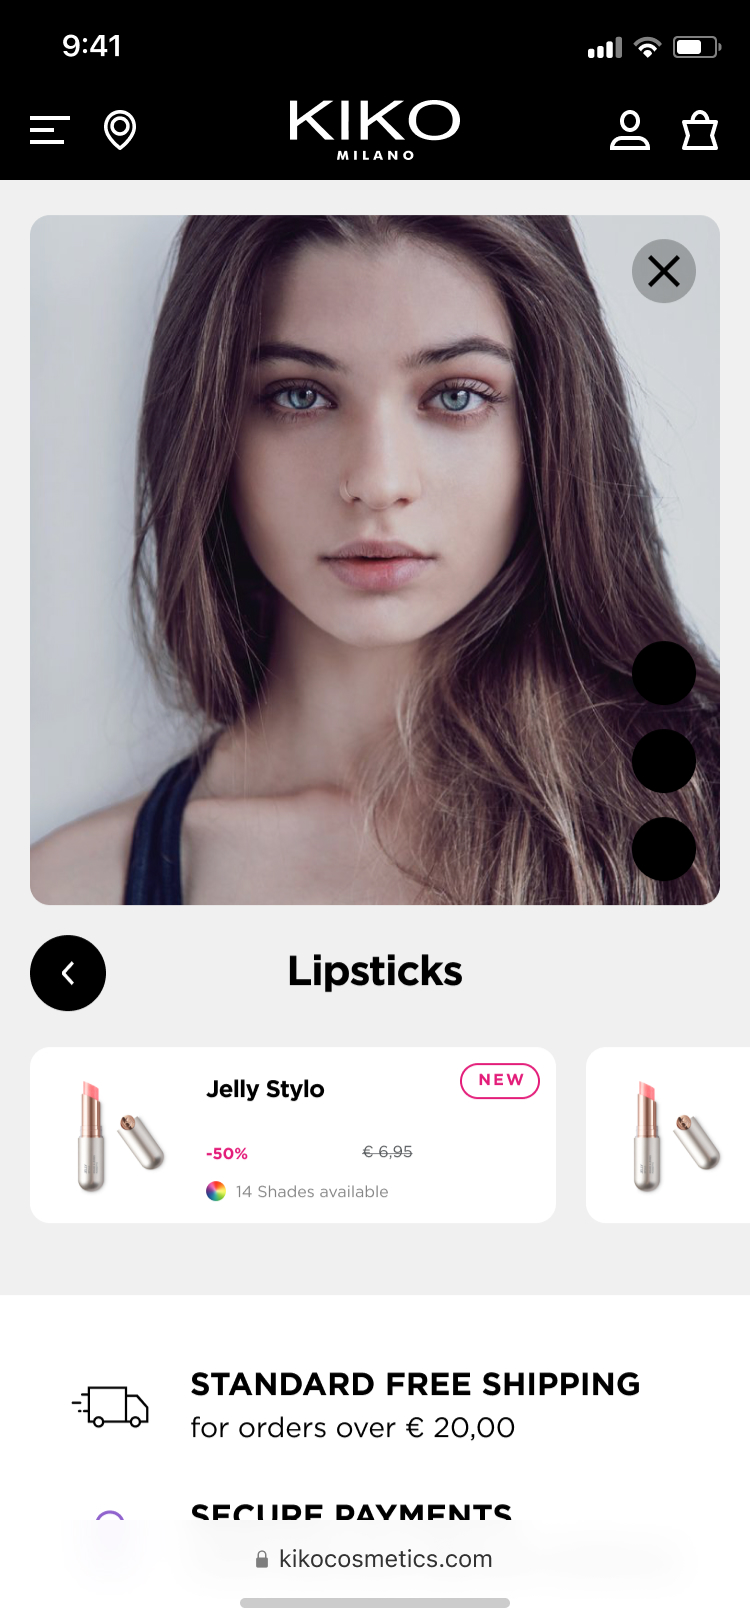 9:41
KIKO
MILANO
Lipsticks
Jelly Stylo
NEW
-50%
€ 6,95
14 Shades available
STANDARD FREE SHIPPING
for orders over € 20,00
SECURE PAYMENTS
kikocosmetics.com